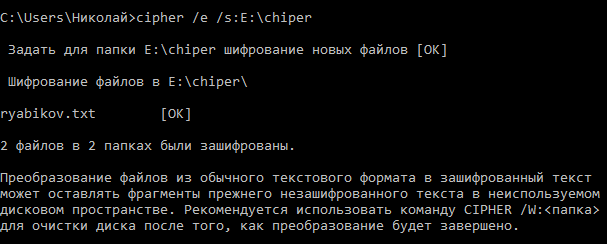 C:\Users\Николай>cipher /e /s:E:\chiper
Задать для папки E:\chiper шифрование новых файлов [OK]
Шифрование файлов в E:\chiper\
ryabikov.txt [OK]
2 файлов в 2 папках были зашифрованы.
Преобразование файлов из обычного текстового формата в зашифрованный текст
может оставлять фрагменты прежнего незашифрованного текста в неиспользуемом
дисковом пространстве. Рекомендуется использовать команду CIPHER /W:<папка>
для очистки диска после того, как преобразование будет завершено.